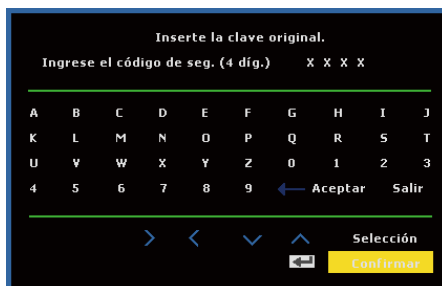 Inserte la clave original.
Ingrese el código de seg. (4 díg.) X X X X
A B C D E F G H I J
K L M N O P Q R S T
U V W X Y Z 0 1 2 3
4 5 6 7 8 9 Aceptar Salir
Selección
Confirmar